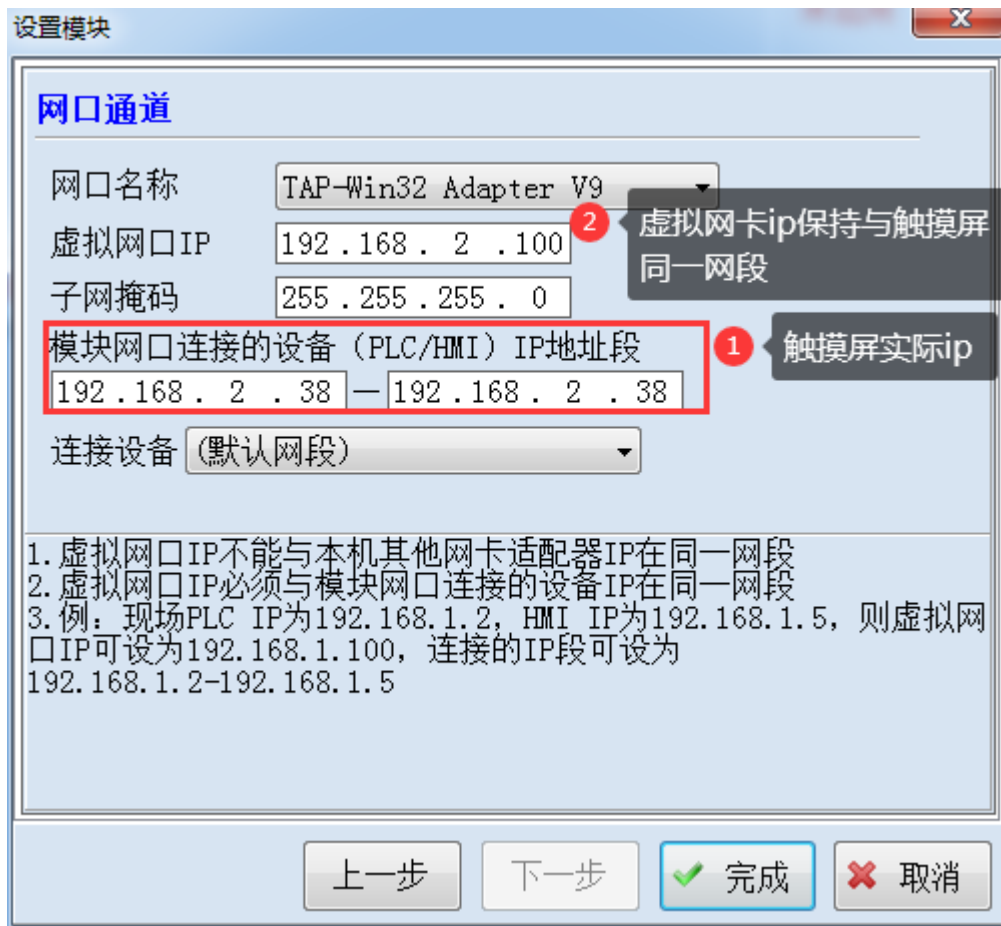 设置模块
网口通道
网口名称
TAP-Win32 Adapter V9
虚拟网口IP
192.168. 2 .100
2
虚拟网卡ip保持与触摸屏
同一网段
子网掩码
255.255.255. 0
模块网口连接的设备（PLC/HMI）IP地址段
192.168. 2 . 38 — 192.168. 2 . 38
1
触摸屏实际ip
连接设备
(默认网段)
1.虚拟网口IP不能与本机其他网卡适配器IP在同一网段
2.虚拟网口IP必须与模块网口连接的设备IP在同一网段
3.例：现场PLC IP为192.168.1.2，HMI IP为192.168.1.5，则虚拟网
口IP可设为192.168.1.100，连接的IP段可设为
192.168.1.2-192.168.1.5
上一步
下一步
完成
取消